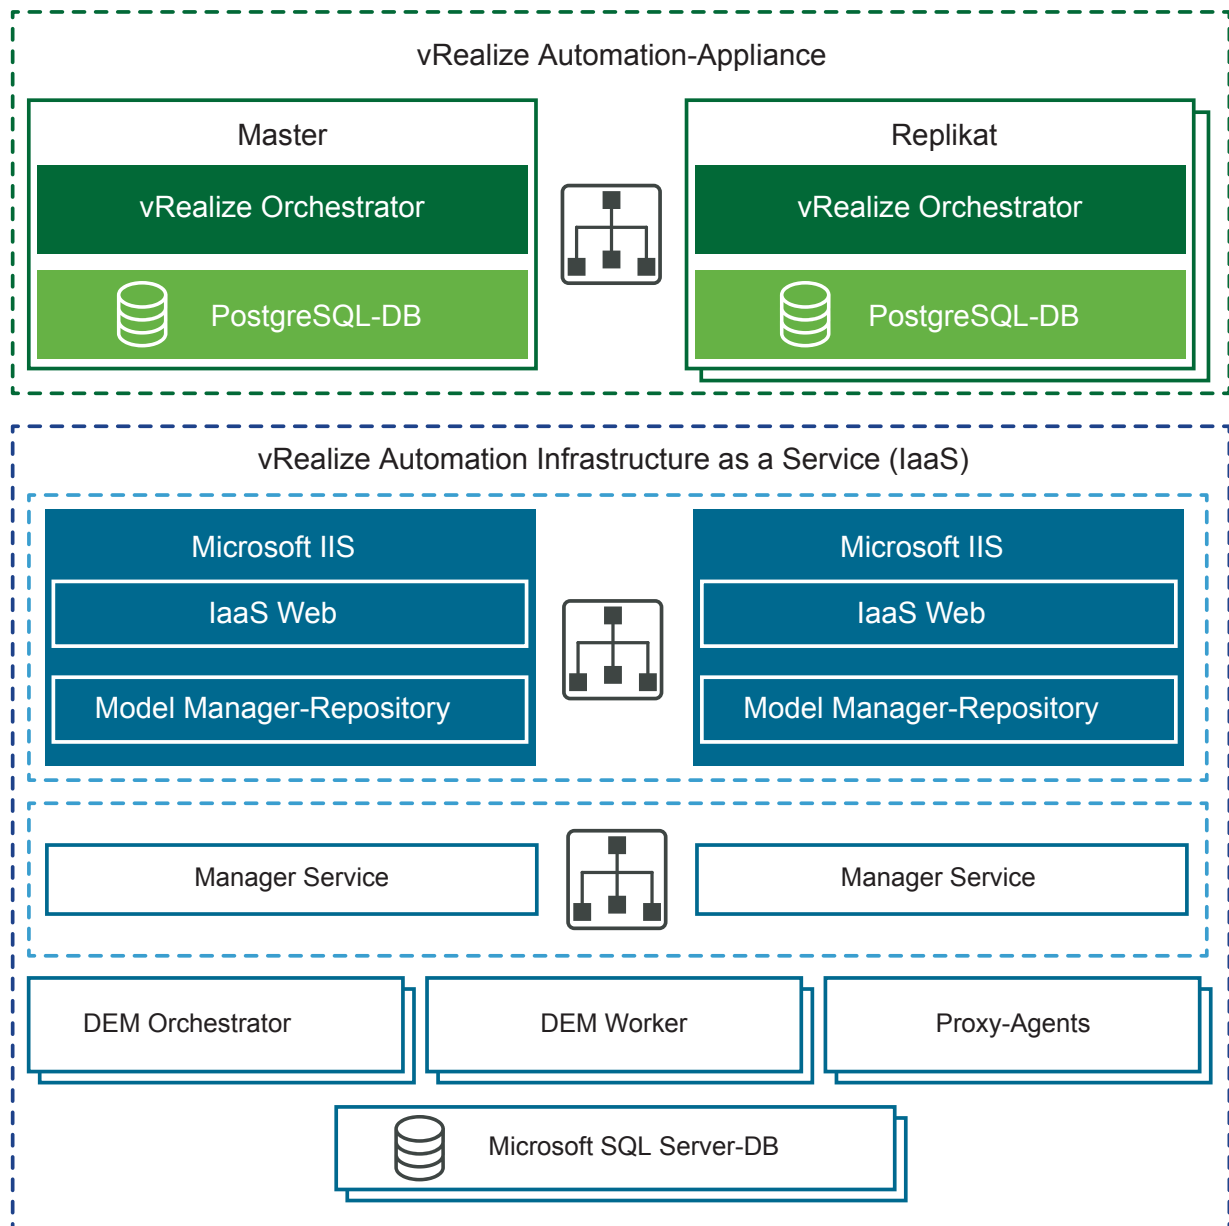 vRealize Automation-Appliance
Master
Replikat
vRealize Orchestrator
vRealize Orchestrator
PostgreSQL-DB
PostgreSQL-DB
vRealize Automation Infrastructure as a Service (IaaS)
Microsoft IIS
Microsoft IIS
IaaS Web
IaaS Web
Model Manager-Repository
Model Manager-Repository
Manager Service
Manager Service
DEM Orchestrator
DEM Worker
Proxy-Agents
Microsoft SQL Server-DB